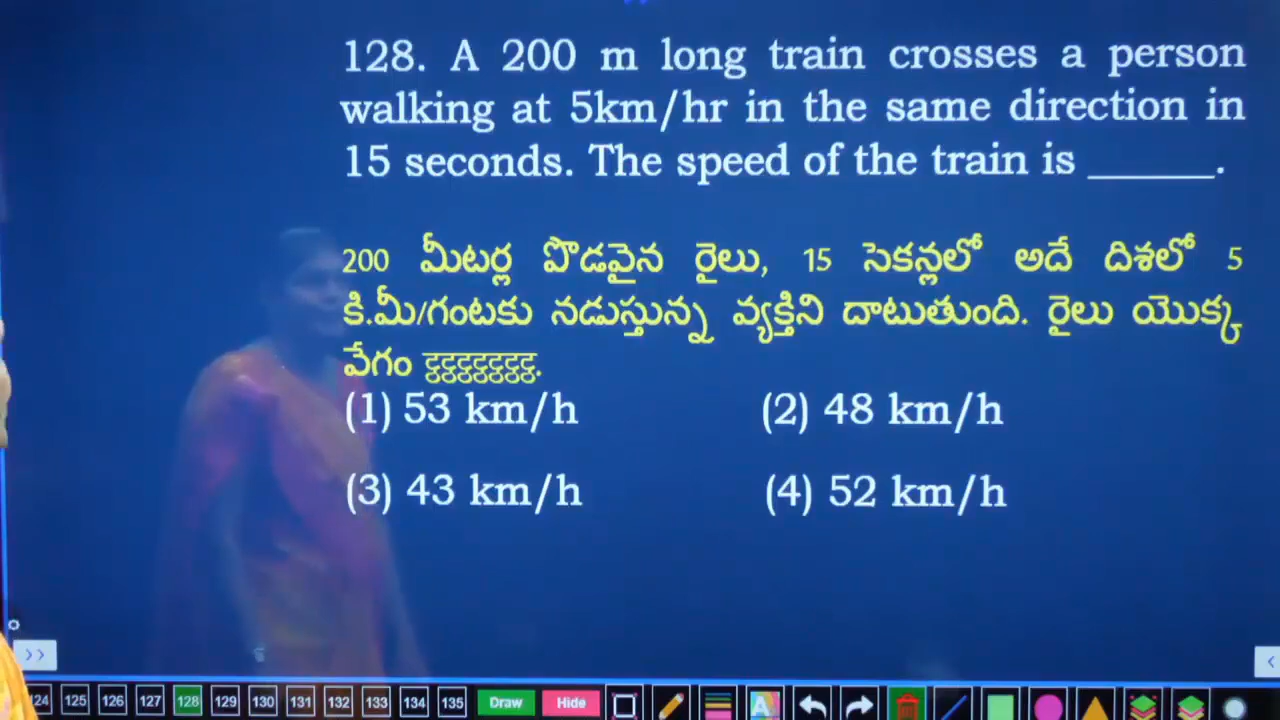 128. A 200 m long train crosses a person
walking at 5km/hr in the same direction in
15 seconds. The speed of the train is ______.
200 మీటర్ల పొడవైన రైలు, 15 సెకన్లలో అదే దిశలో 5
కి.మీ/గంటకు నడుస్తున్న వ్యక్తిని దాటుతుంది. రైలు యొక్క
వేగం
(1) 53 km/h (2) 48 km/h
(3) 43 km/h (4) 52 km/h
124 125 126 127 128 129 130 131 132 133 134 135 Draw Hide